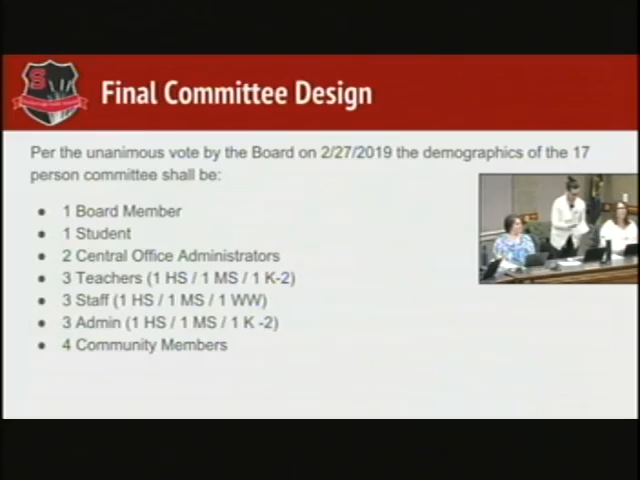 S
Final Committee Design
Per the unanimous vote by the Board on 2/27/2019 the demographics of the 17
person committee shall be:
● 1 Board Member
● 1 Student
● 2 Central Office Administrators
● 3 Teachers (1 HS / 1 MS / 1 K-2)
● 3 Staff (1 HS / 1 MS / 1 WW)
● 3 Admin (1 HS / 1 MS / 1 K -2)
● 4 Community Members